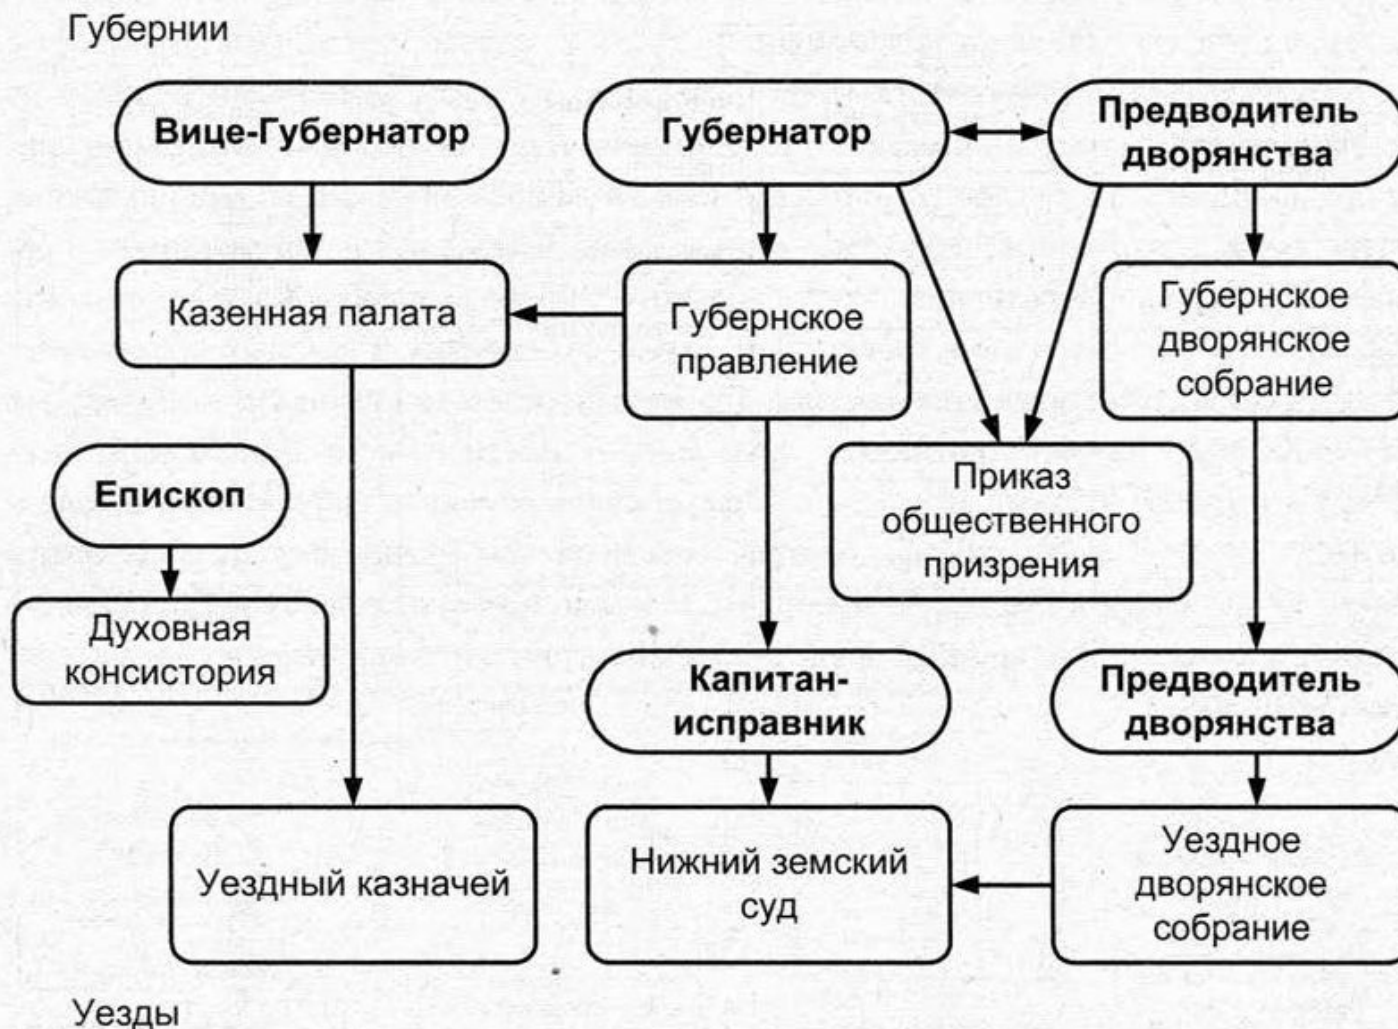 Губернии
Вице-Губернатор
Губернатор
Предводитель
дворянства
Казенная палата
Губернское
правление
Губернское
дворянское
собрание
Епископ
Приказ
общественного
призрения
Духовная
консистория
Капитан-
исправник
Предводитель
дворянства
Уездный казначей
Нижний земский
суд
Уездное
дворянское
собрание
Уезды